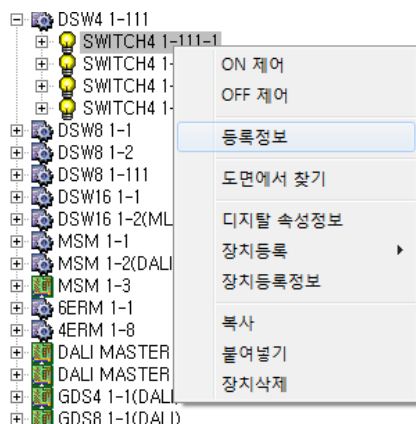 DSW4 1-111
SWITCH4 1-111-1
SWITCH4 1-
SWITCH4 1-
SWITCH4 1-
DSW8 1-1
DSW8 1-2
DSW8 1-111
DSW16 1-1
DSW16 1-2(ML
MSM 1-1
MSM 1-2(DALI
MSM 1-3
6ERM 1-1
4ERM 1-8
DALI MASTER
DALI MASTER
GDS4 1-1(DALI)
GDS8 1-1(DALI)
ON 제어
OFF 제어
등록정보
도면에서 찾기
디지탈 속성정보
장치등록
장치등록정보
복사
붙여넣기
장치삭제